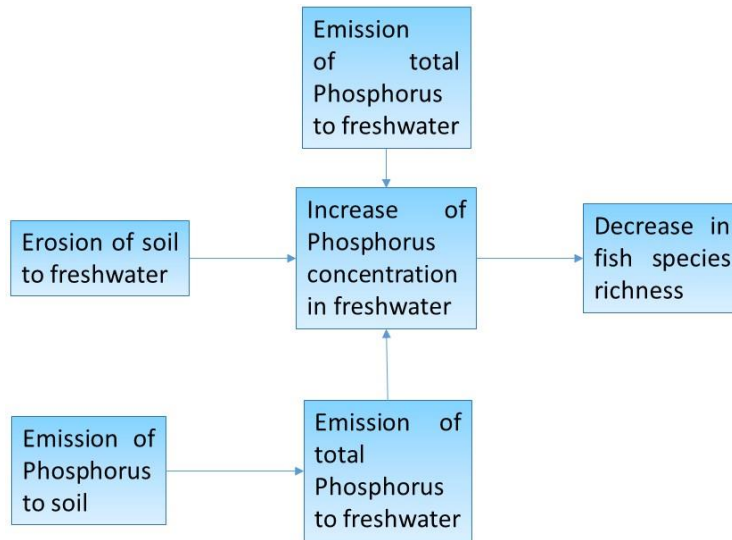 Emission
of total
Phosphorus
to freshwater
Erosion of soil
to freshwater
Increase of
Phosphorus
concentration
in freshwater
Decrease in
fish species
richness
Emission of
Phosphorus
to soil
Emission of
total
Phosphorus
to freshwater